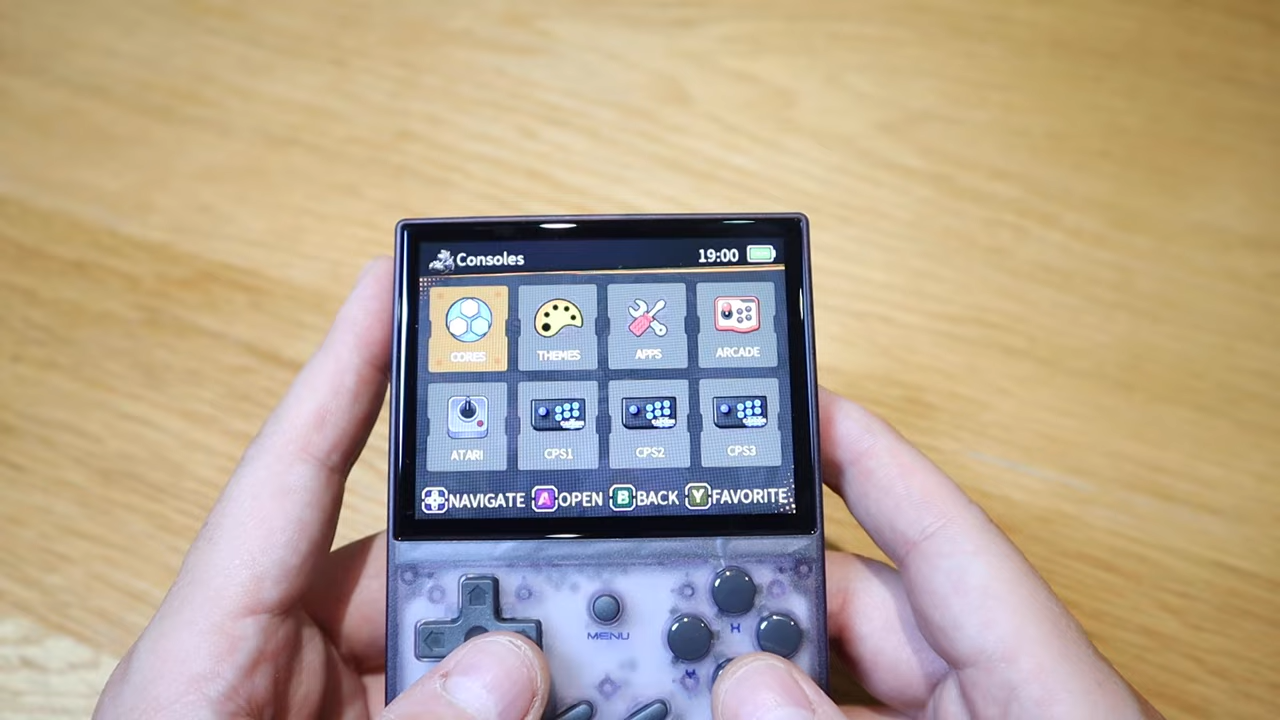 Consoles 19:00
CORES THEMES APPS ARCADE
ATARI CPS1 CPS2 CPS3
NAVIGATE A OPEN B BACK Y FAVORITE
MENU
X